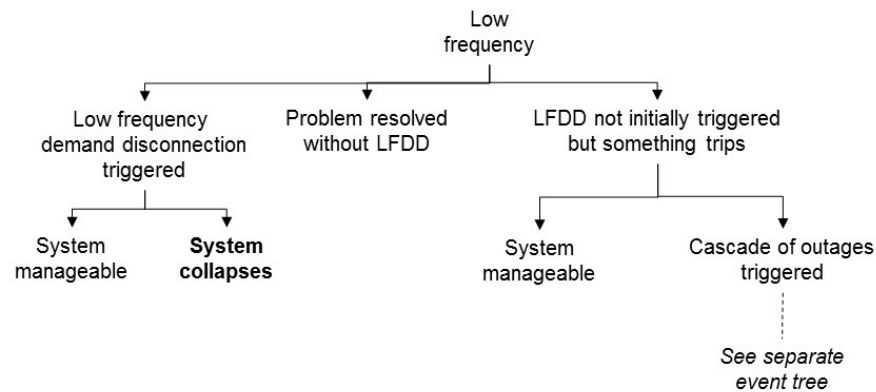 Low
frequency
Low frequency
demand disconnection
triggered
Problem resolved
without LFDD
LFDD not initially triggered
but something trips
System
manageable
System
collapses
System
manageable
Cascade of outages
triggered
See separate
event tree